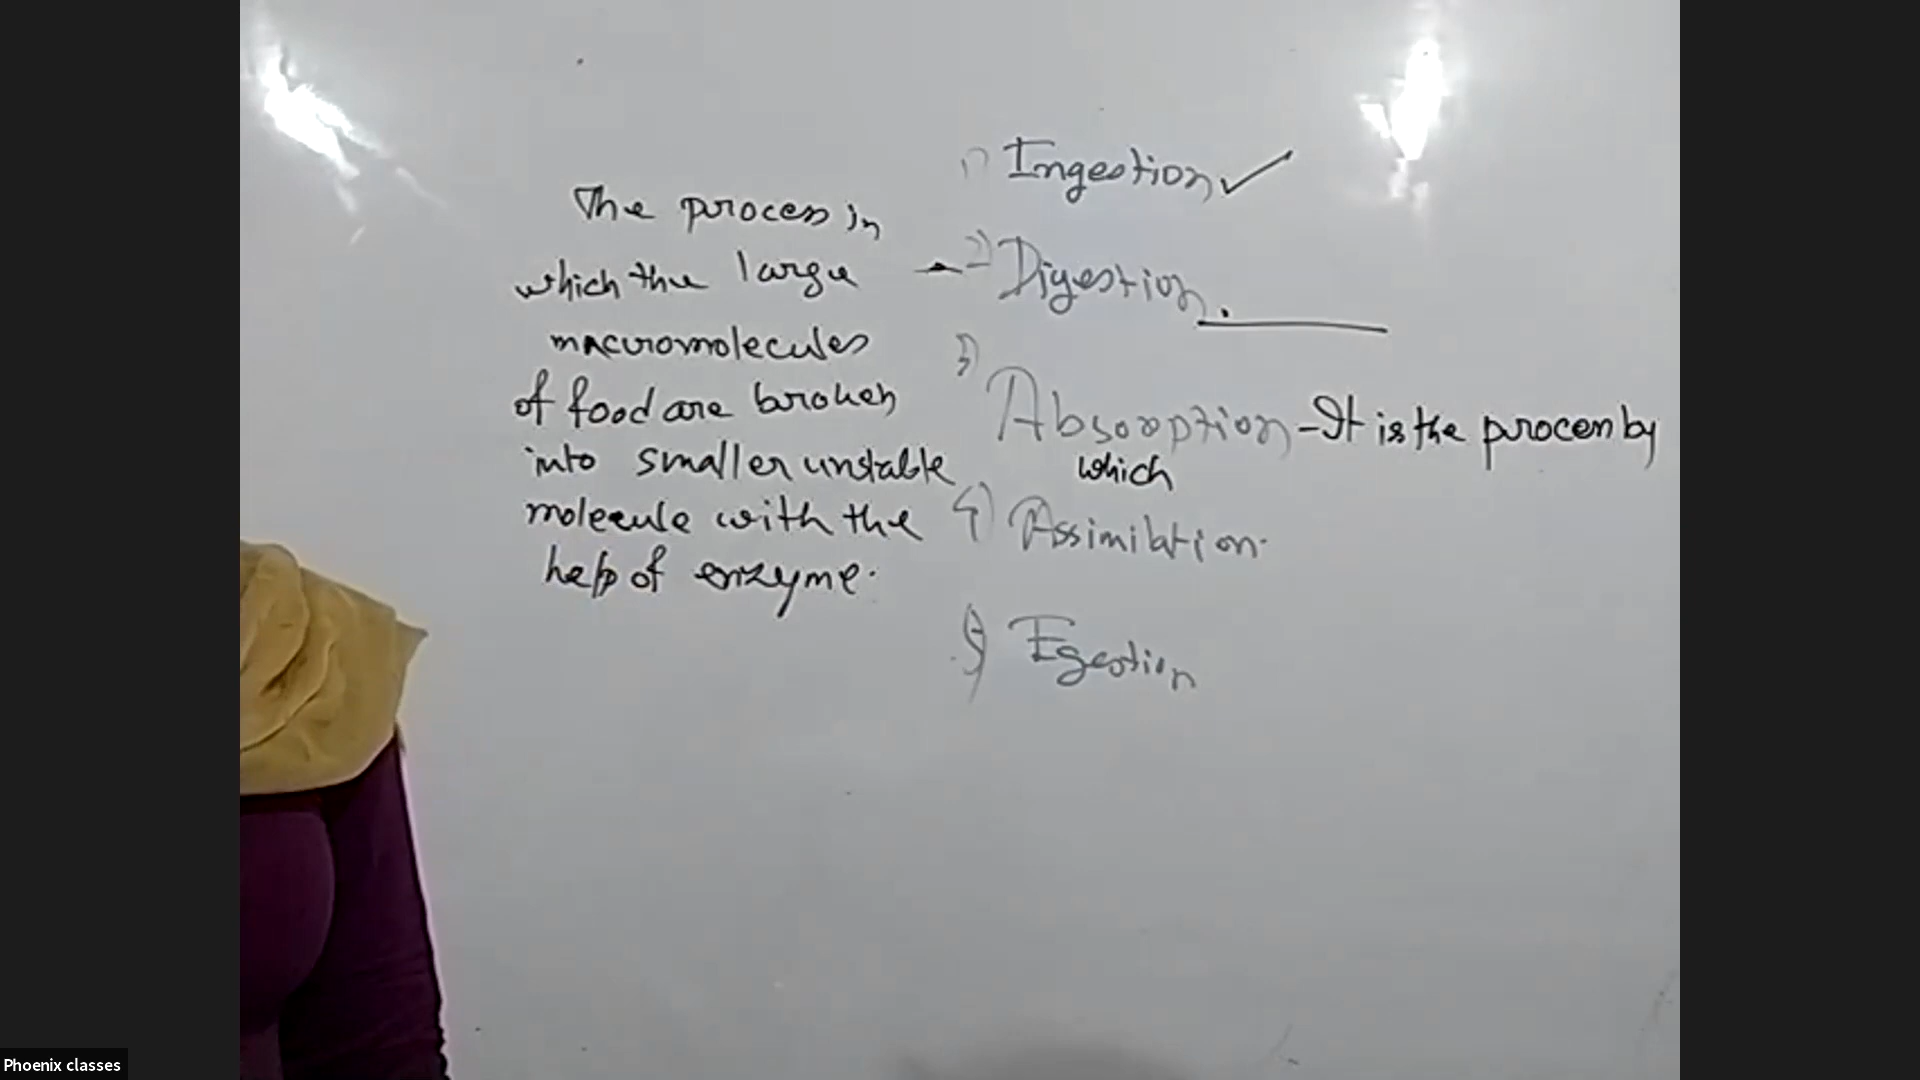 1) Ingestion ✓
The process in
which the large
macromolecules
of food are broken
into smaller unstable
molecule with the
help of enzyme.
2) Digestion.
3)
Absorption - It is the process by
which
4) Assimilation.
5) Egestion
Phoenix classes